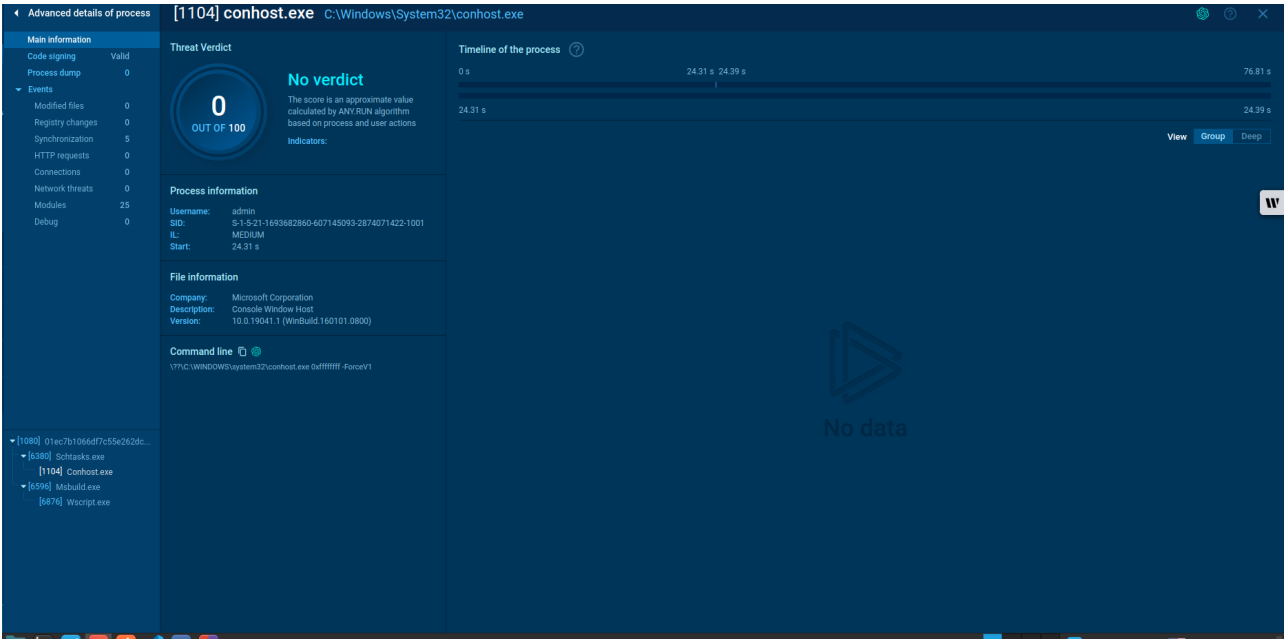 Advanced details of process
Main information
Code signing Valid
Process dump 0
Events
Modified files 0
Registry changes 0
Synchronization 5
HTTP requests 0
Connections 0
Network threats 0
Modules 25
Debug 0
[1080] 01ec7b1066df7c55e262dc...
[6380] Schtasks.exe
[1104] Conhost.exe
[6596] Msbuild.exe
[6876] Wscript.exe
[1104] conhost.exe C:\Windows\System32\conhost.exe
Threat Verdict
0
OUT OF 100
No verdict
The score is an approximate value
calculated by ANY.RUN algorithm
based on process and user actions
Indicators:
Process information
Username: admin
SID: S-1-5-21-1693682860-607145093-2874071422-1001
IL: MEDIUM
Start: 24.31 s
File information
Company: Microsoft Corporation
Description: Console Window Host
Version: 10.0.19041.1 (WinBuild.160101.0800)
Command line
\??\C:\WINDOWS\system32\conhost.exe 0xffffffff -ForceV1
Timeline of the process ?
0 s 24.31 s 24.39 s 76.81 s
24.31 s 24.39 s
View Group Deep
W
No data